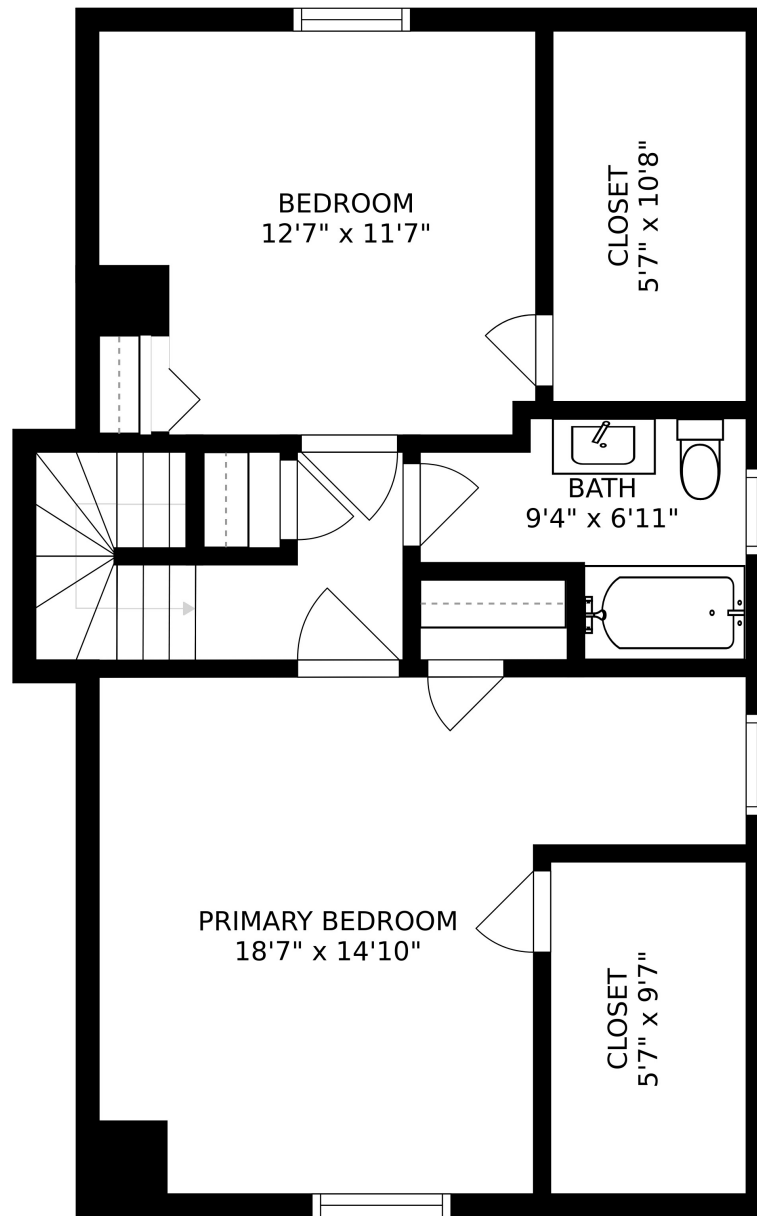 BEDROOM
12'7" x 11'7"
CLOSET
5'7" x 10'8"
BATH
9'4" x 6'11"
PRIMARY BEDROOM
18'7" x 14'10"
CLOSET
5'7" x 9'7"